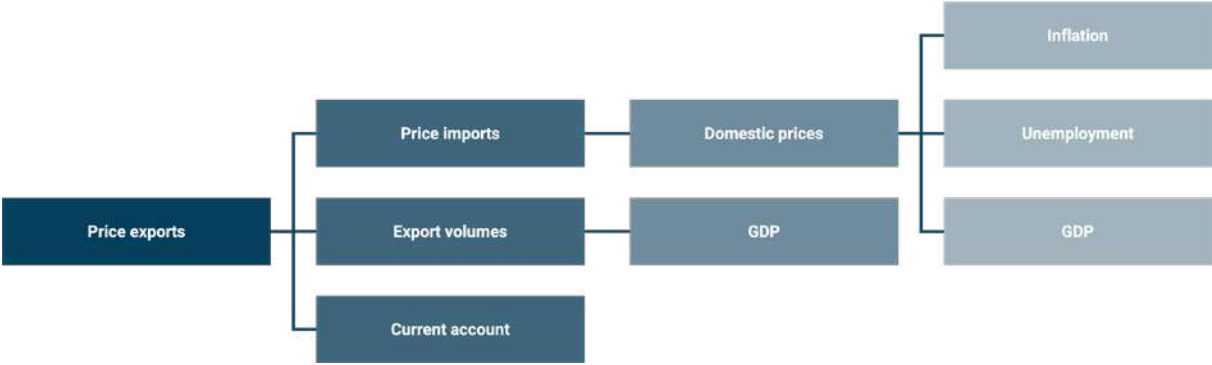 Inflation
Price imports
Domestic prices
Unemployment
Price exports
Export volumes
GDP
GDP
Current account